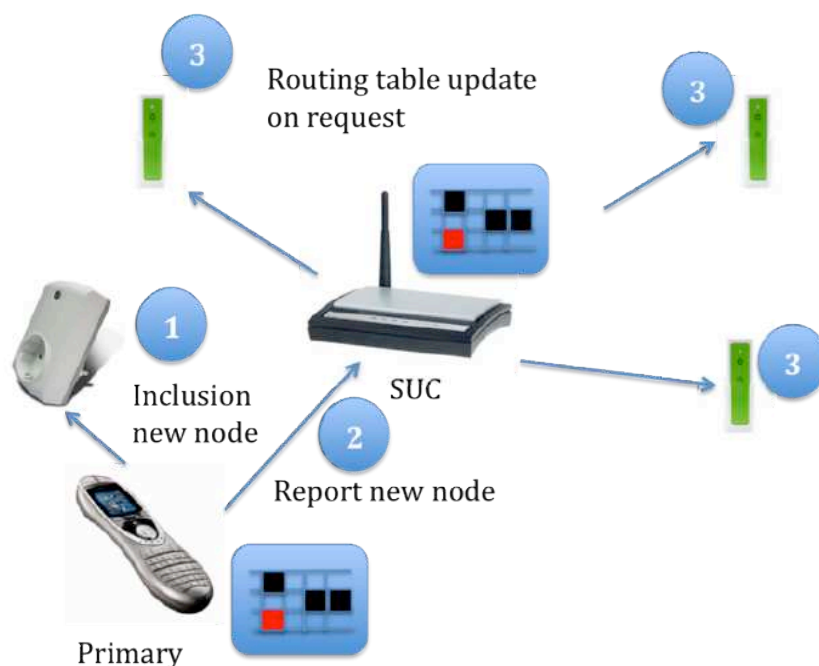 3
Routing table update
on request
3
1
Inclusion
new node
SUC
3
2
Report new node
Primary